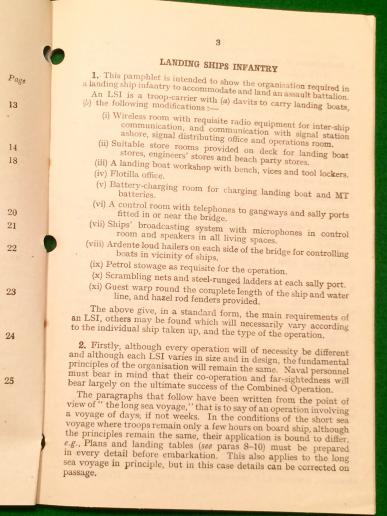 Page
13
14
18
20
21
22
23
24
25
3
LANDING SHIPS INFANTRY
1. This pamphlet is intended to show the organisation required in
a landing ship infantry to accommodate and land an assault battalion.
An LSI is a troop-carrier with (a) davits to carry landing boats,
(b) the following modifications :—
(i) Wireless room with requisite radio equipment for inter-ship
communication, and communication with signal station
ashore, signal distributing office and operations room.
(ii) Suitable store rooms provided on deck for landing boat
stores, engineers' stores and beach party stores.
(iii) A landing boat workshop with bench, vices and tool lockers.
(iv) Flotilla office.
(v) Battery-charging room for charging landing boat and MT
batteries.
(vi) A control room with telephones to gangways and sally ports
fitted in or near the bridge.
(vii) Ships' broadcasting system with microphones in control
room and speakers in all living spaces.
(viii) Ardente loud hailers on each side of the bridge for controlling
boats in vicinity of ships.
(ix) Petrol stowage as requisite for the operation.
(x) Scrambling nets and steel-runged ladders at each sally port.
(xi) Guest warp round the complete length of the ship and water
line, and hazel rod fenders provided.
The above give, in a standard form, the main requirements of
an LSI, others may be found which will necessarily vary according
to the individual ship taken up, and the type of the operation.
2. Firstly, although every operation will of necessity be different
and although each LSI varies in size and in design, the fundamental
principles of the organisation will remain the same. Naval personnel
must bear in mind that their co-operation and far-sightedness will
bear largely on the ultimate success of the Combined Operation.
The paragraphs that follow have been written from the point of
view of " the long sea voyage," that is to say of an operation involving
a voyage of days, if not weeks. In the conditions of the short sea
voyage where troops remain only a few hours on board ship, although
the principles remain the same, their application is bound to differ,
e.g., Plans and landing tables (see paras 8–10) must be prepared
in every detail before embarkation. This also applies to the long
sea voyage in principle, but in this case details can be corrected on
passage.